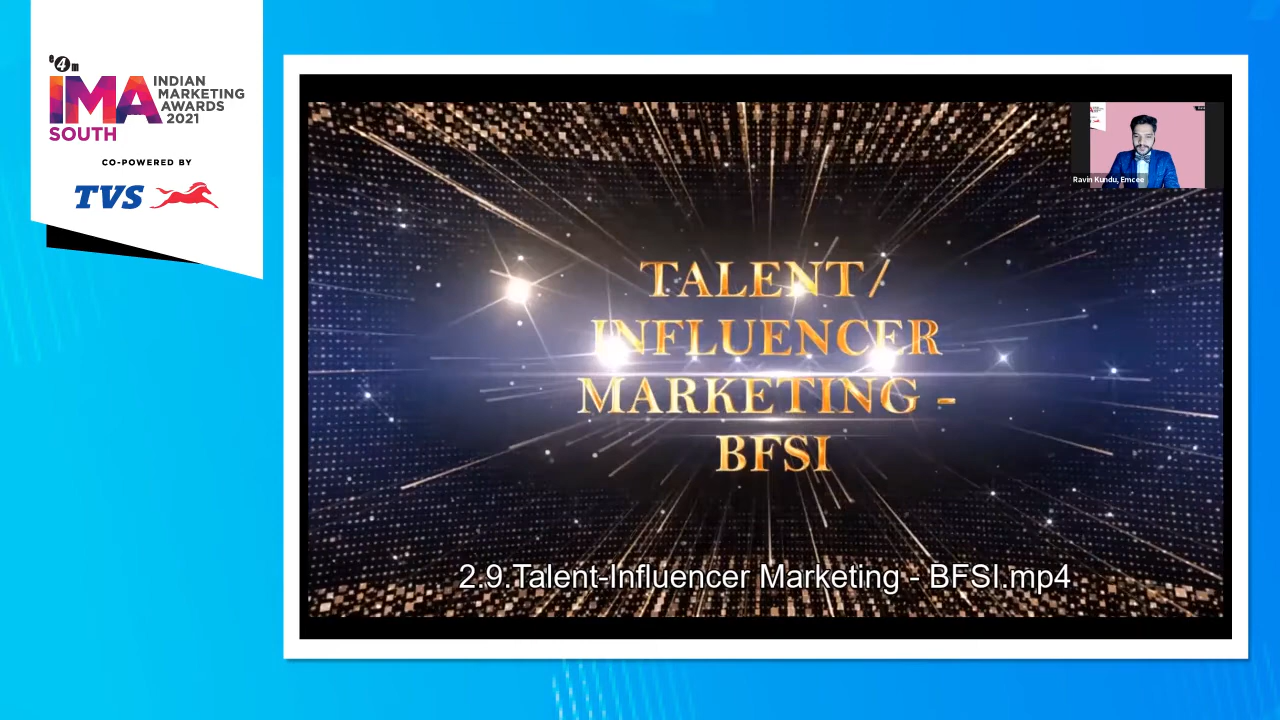 e4m
IMA
INDIAN
MARKETING
AWARDS
2021
SOUTH
CO-POWERED BY
TVS
Ravin Kundu, Emcee
TALENT/
INFLUENCER
MARKETING -
BFSI
2.9.Talent-Influencer Marketing - BFSI.mp4